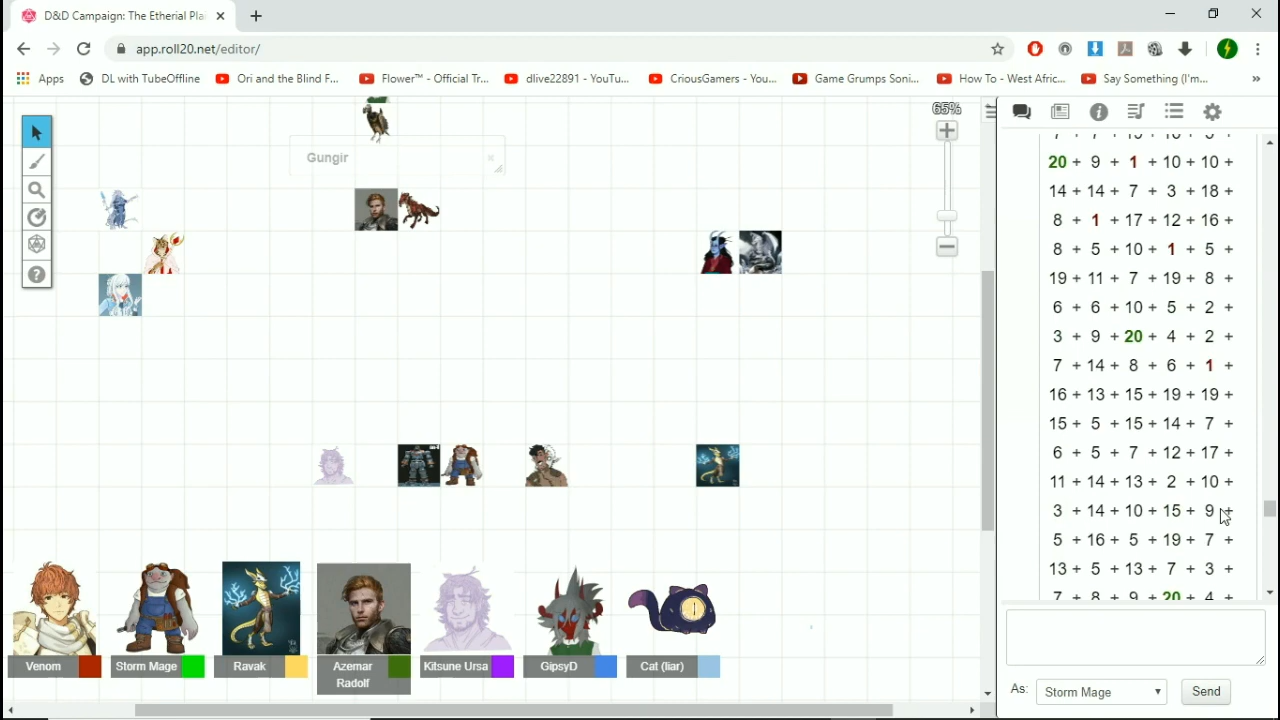 D&D Campaign: The Etherial Pla
app.roll20.net/editor/
Apps DL with TubeOffline Ori and the Blind F... Flower™ - Official Tr... dlive22891 - YouTu... CriousGamers - You... Game Grumps Soni... How To - West Afric... Say Something (I'm... »
65%
Gungir
20 + 9 + 1 + 10 + 10 +
14 + 14 + 7 + 3 + 18 +
8 + 1 + 17 + 12 + 16 +
8 + 5 + 10 + 1 + 5 +
19 + 11 + 7 + 19 + 8 +
6 + 6 + 10 + 5 + 2 +
3 + 9 + 20 + 4 + 2 +
7 + 14 + 8 + 6 + 1 +
16 + 13 + 15 + 19 + 19 +
15 + 5 + 15 + 14 + 7 +
6 + 5 + 7 + 12 + 17 +
11 + 14 + 13 + 2 + 10 +
3 + 14 + 10 + 15 + 9 +
5 + 16 + 5 + 19 + 7 +
13 + 5 + 13 + 7 + 3 +
7 + 8 + 9 + 20 + 4 +
Venom
Storm Mage
Ravak
Azemar
Radolf
Kitsune Ursa
GipsyD
Cat (liar)
As: Storm Mage Send